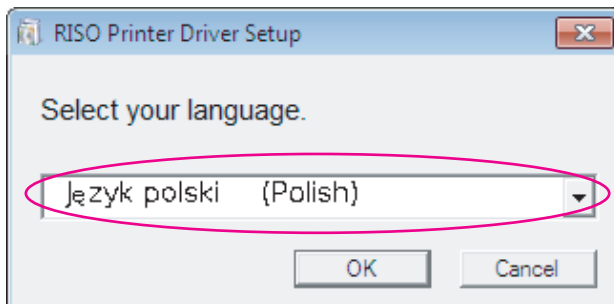 RISO Printer Driver Setup
Select your language.
Język polski (Polish)
OK Cancel